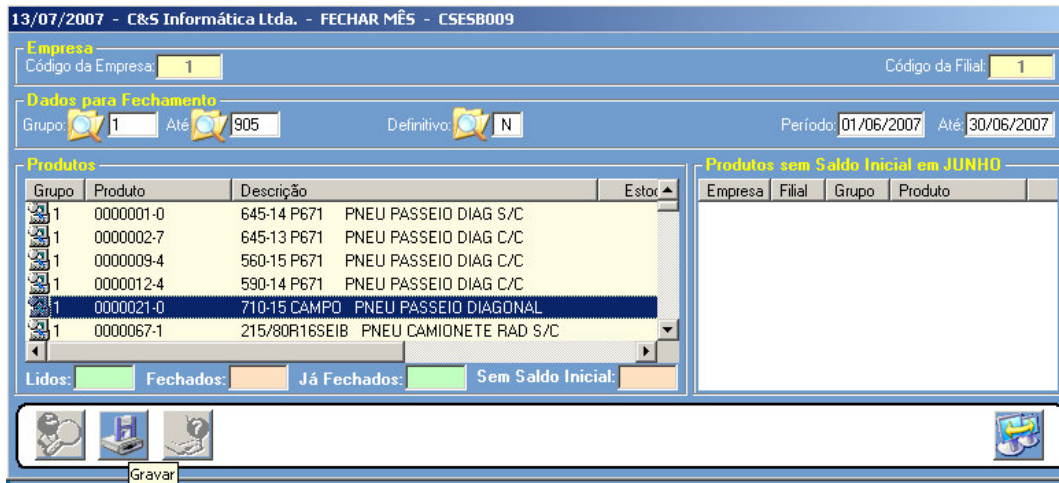 13/07/2007 - C&S Informática Ltda. - FECHAR MÊS - CSESB009
Empresa
Código da Empresa: 1 Código da Filial: 1
Dados para Fechamento
Grupo: 1 Até 905 Definitivo: N Período: 01/06/2007 Até: 30/06/2007
Produtos Produtos sem Saldo Inicial em JUNHO
Grupo Produto Descrição Estoc Empresa Filial Grupo Produto
1 0000001-0 645-14 P671 PNEU PASSEIO DIAG S/C
1 0000002-7 645-13 P671 PNEU PASSEIO DIAG C/C
1 0000009-4 560-15 P671 PNEU PASSEIO DIAG C/C
1 0000012-4 590-14 P671 PNEU PASSEIO DIAG C/C
1 0000021-0 710-15 CAMPO PNEU PASSEIO DIAGONAL
1 0000067-1 215/80R16SEIB PNEU CAMIONETE RAD S/C
Lidos: Fechados: Já Fechados: Sem Saldo Inicial:
Gravar